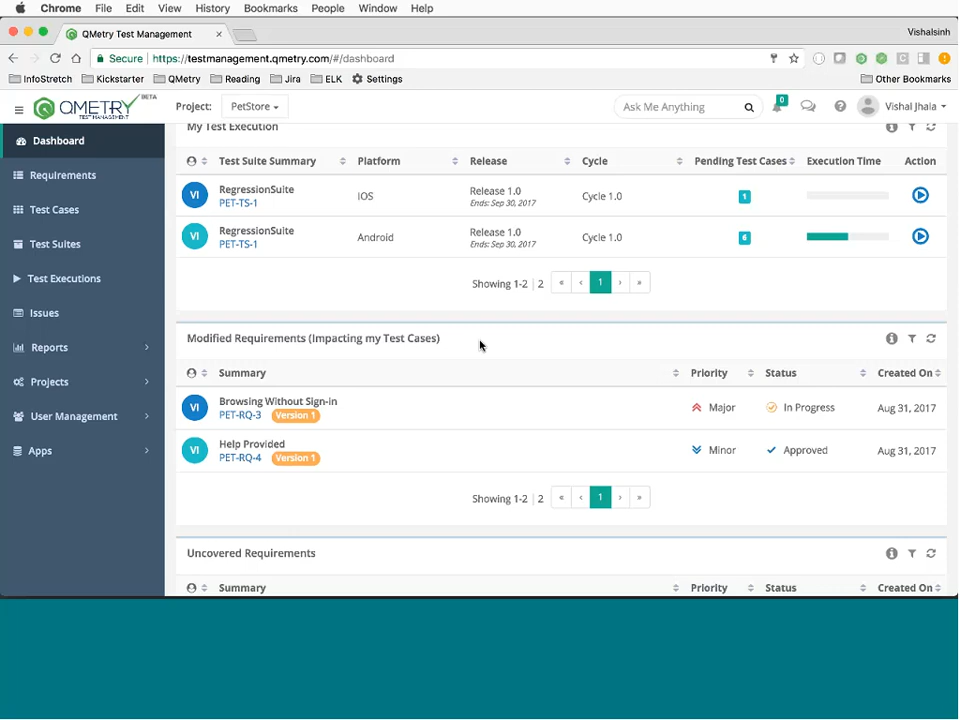 Chrome File Edit View History Bookmarks People Window Help
QMetry Test Management
Vishalsinh
Secure https://testmanagement.qmetry.com/#/dashboard
InfoStretch Kickstarter QMetry Reading Jira ELK Settings Other Bookmarks
QMETRY BETA
TEST MANAGEMENT
Project: PetStore
Ask Me Anything
0
Vishal Jhala
Dashboard
Requirements
Test Cases
Test Suites
Test Executions
Issues
Reports
Projects
User Management
Apps
My Test Execution
Test Suite Summary Platform Release Cycle Pending Test Cases Execution Time Action
VI RegressionSuite IOS Release 1.0 Cycle 1.0 1
PET-TS-1 Ends: Sep 30, 2017
VI RegressionSuite Android Release 1.0 Cycle 1.0 6
PET-TS-1 Ends: Sep 30, 2017
Showing 1-2 | 2 « ‹ 1 › »
Modified Requirements (Impacting my Test Cases)
Summary Priority Status Created On
VI Browsing Without Sign-in Major In Progress Aug 31, 2017
PET-RQ-3 Version 1
VI Help Provided Minor Approved Aug 31, 2017
PET-RQ-4 Version 1
Showing 1-2 | 2 « ‹ 1 › »
Uncovered Requirements
Summary Priority Status Created On